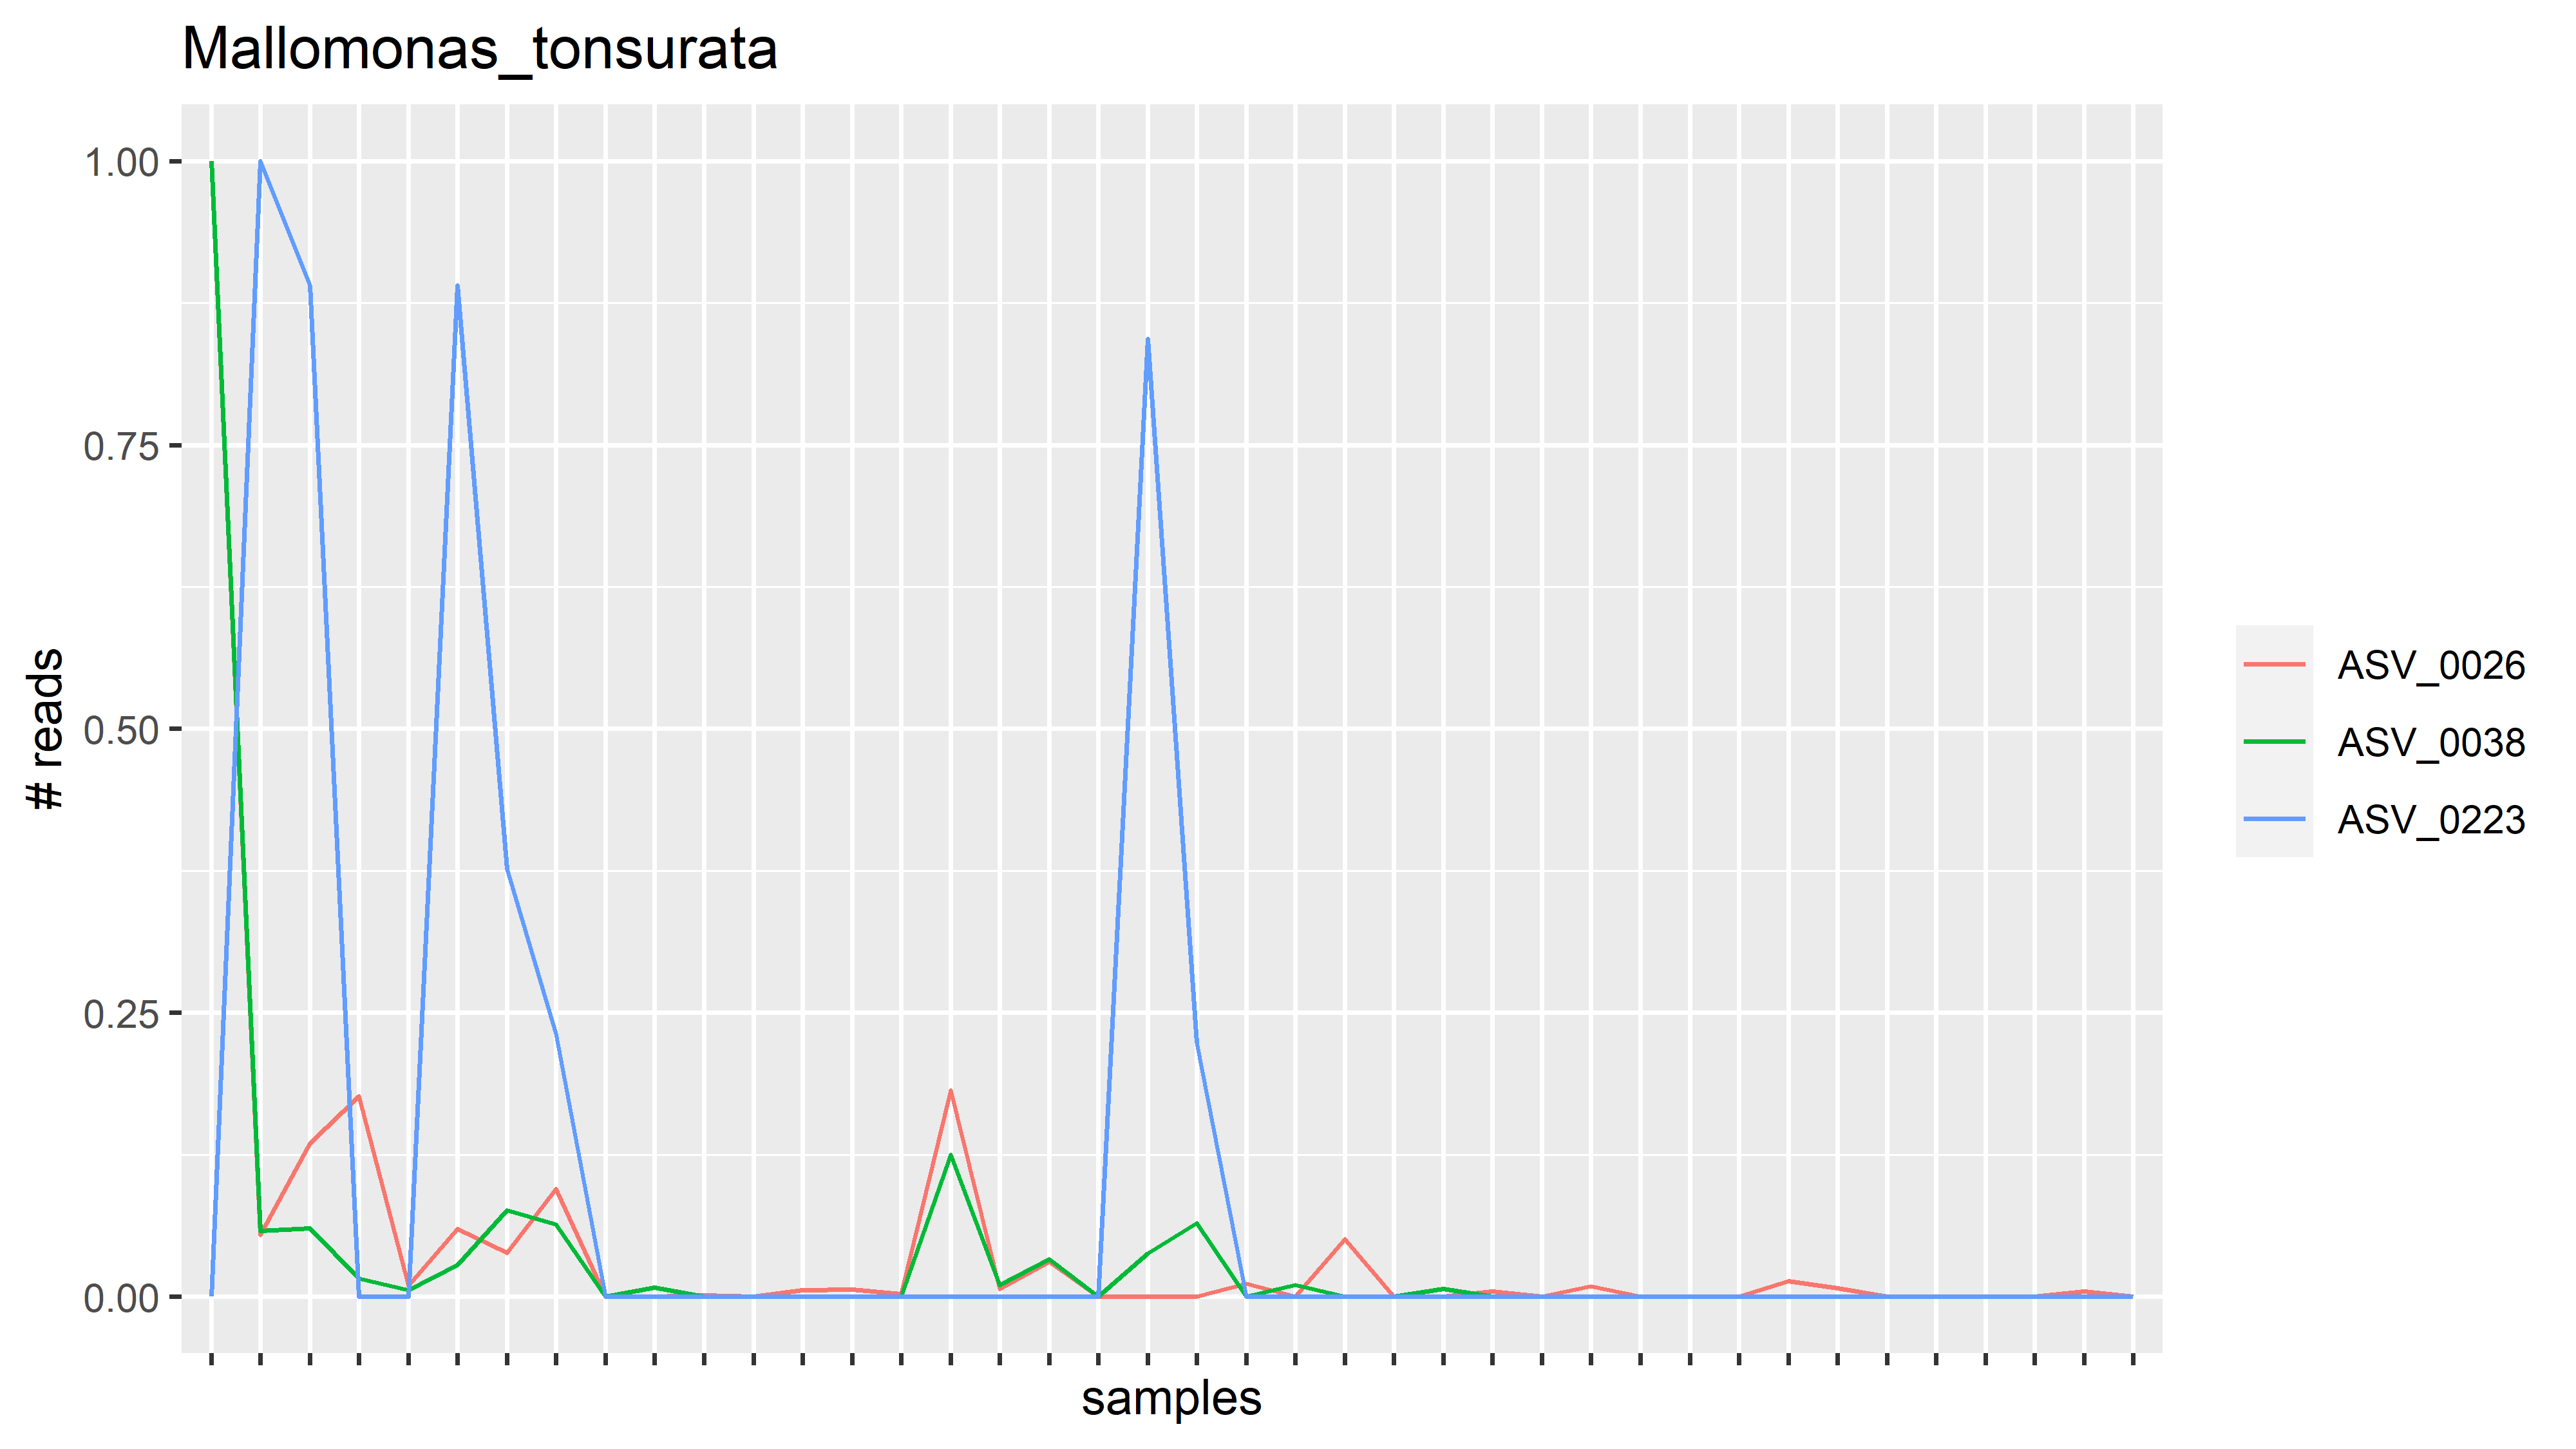 Mallomonas_tonsurata
1.00
0.75
0.50
0.25
0.00
# reads
samples
ASV_0026
ASV_0038
ASV_0223